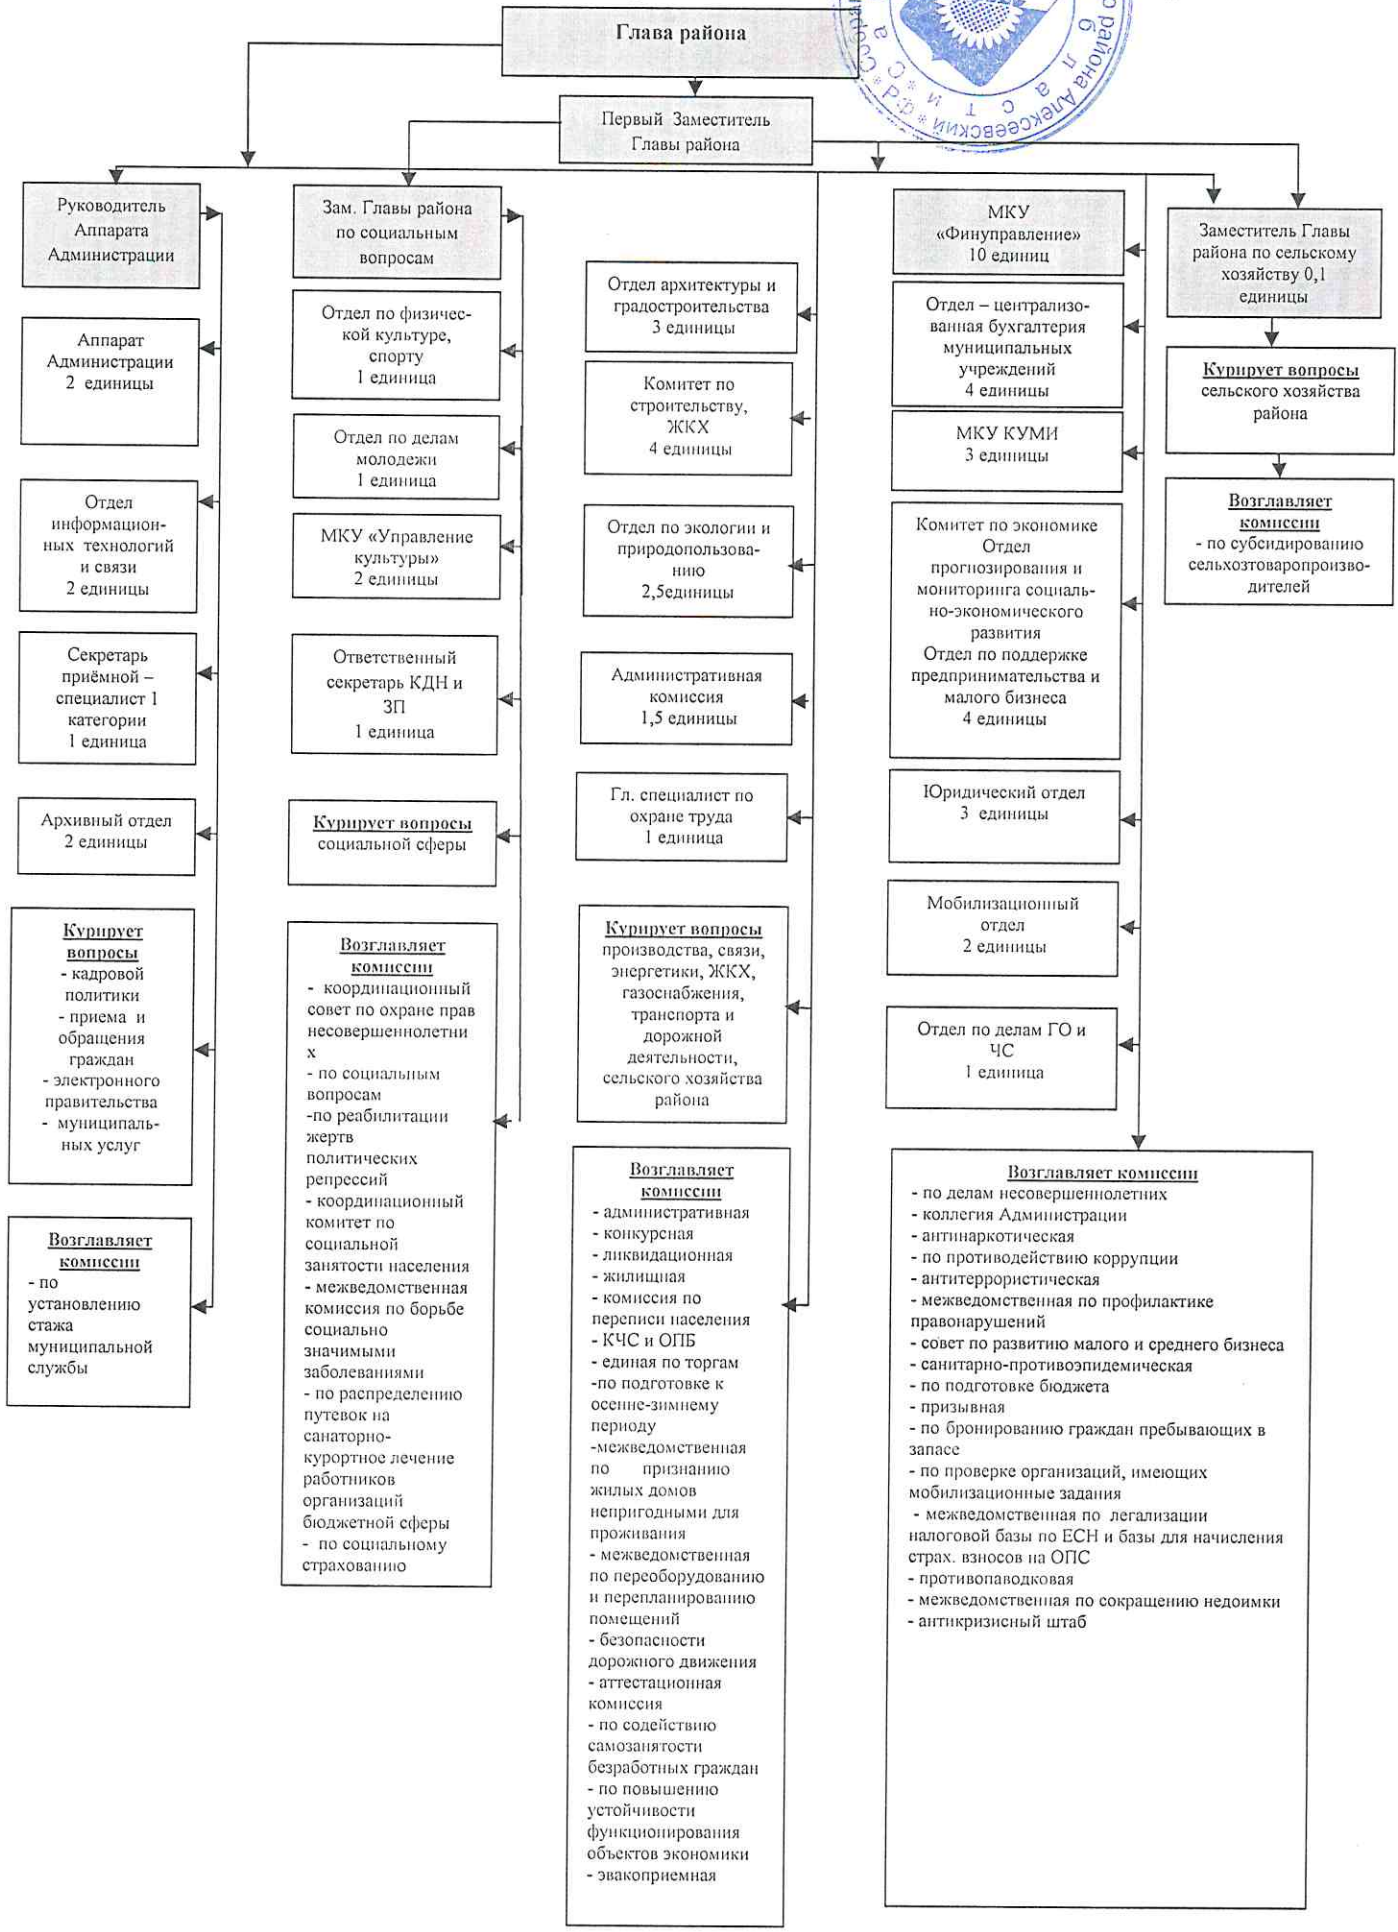 Глава района
о района Алексеевский
Первый Заместитель
Главы района
Руководитель
Аппарата
Администрации
Аппарат
Администрации
2 единицы
Отдел
информацион-
ных технологий
и связи
2 единицы
Секретарь
приёмной –
специалист 1
категории
1 единица
Архивный отдел
2 единицы
Курирует
вопросы
- кадровой
политики
- приема и
обращения
граждан
- электронного
правительства
- муниципаль-
ных услуг
Возглавляет
комиссии
- по
установлению
стажа
муниципальной
службы
Зам. Главы района
по социальным
вопросам
Отдел по физичес-
кой культуре,
спорту
1 единица
Отдел по делам
молодежи
1 единица
МКУ «Управление
культуры»
2 единицы
Ответственный
секретарь КДН и
ЗП
1 единица
Курирует вопросы
социальной сферы
Возглавляет
комиссии
- координационный
совет по охране прав
несовершеннолетни
х
- по социальным
вопросам
-по реабилитации
жертв
политических
репрессий
- координационный
комитет по
социальной
занятости населения
- межведомственная
комиссия по борьбе
социально
значимыми
заболеваниями
- по распределению
путевок на
санаторно-
курортное лечение
работников
организаций
бюджетной сферы
- по социальному
страхованию
Отдел архитектуры и
градостроительства
3 единицы
Комитет по
строительству,
ЖКХ
4 единицы
Отдел по экологии и
природопользова-
нию
2,5единицы
Административная
комиссия
1,5 единицы
Гл. специалист по
охране труда
1 единица
Курирует вопросы
производства, связи,
энергетики, ЖКХ,
газоснабжения,
транспорта и
дорожной
деятельности,
сельского хозяйства
района
Возглавляет
комиссии
- административная
- конкурсная
- ликвидационная
- жилищная
- комиссия по
переписи населения
- КЧС и ОПБ
- единая по торгам
-по подготовке к
осенне-зимнему
периоду
-межведомственная
по признанию
жилых домов
непригодными для
проживания
- межведомственная
по переоборудованию
и перепланированию
помещений
- безопасности
дорожного движения
- аттестационная
комиссия
- по содействию
самозанятости
безработных граждан
- по повышению
устойчивости
функционирования
объектов экономики
- эвакоприемная
МКУ
«Финуправление»
10 единиц
Отдел – централизо-
ванная бухгалтерия
муниципальных
учреждений
4 единицы
МКУ КУМИ
3 единицы
Комитет по экономике
Отдел
прогнозирования и
мониторинга социаль-
но-экономического
развития
Отдел по поддержке
предпринимательства и
малого бизнеса
4 единицы
Юридический отдел
3 единицы
Мобилизационный
отдел
2 единицы
Отдел по делам ГО и
ЧС
1 единица
Возглавляет комиссии
- по делам несовершеннолетних
- коллегия Администрации
- антинаркотическая
- по противодействию коррупции
- антитеррористическая
- межведомственная по профилактике
правонарушений
- совет по развитию малого и среднего бизнеса
- санитарно-противоэпидемическая
- по подготовке бюджета
- призывная
- по бронированию граждан пребывающих в
запасе
- по проверке организаций, имеющих
мобилизационные задания
- межведомственная по легализации
налоговой базы по ЕСН и базы для начисления
страх. взносов на ОПС
- противопаводковая
- межведомственная по сокращению недоимки
- антикризисный штаб
Заместитель Главы
района по сельскому
хозяйству 0,1
единицы
Курирует вопросы
сельского хозяйства
района
Возглавляет
комиссии
- по субсидированию
сельхозтоваропроизво-
дителей